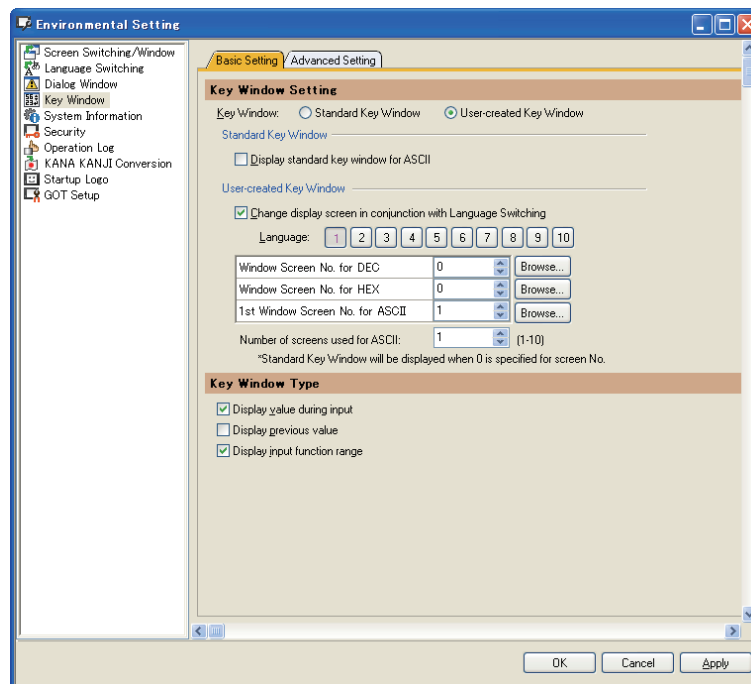 Environmental Setting
Screen Switching/Window
Language Switching
Dialog Window
Key Window
System Information
Security
Operation Log
KANA KANJI Conversion
Startup Logo
GOT Setup
Basic Setting Advanced Setting
Key Window Setting
Key Window: Standard Key Window User-created Key Window
Standard Key Window
Display standard key window for ASCII
User-created Key Window
Change display screen in conjunction with Language Switching
Language: 1 2 3 4 5 6 7 8 9 10
Window Screen No. for DEC 0 Browse...
Window Screen No. for HEX 0 Browse...
1st Window Screen No. for ASCII 1 Browse...
Number of screens used for ASCII: 1 (1-10)
*Standard Key Window will be displayed when 0 is specified for screen No.
Key Window Type
Display value during input
Display previous value
Display input function range
OK Cancel Apply